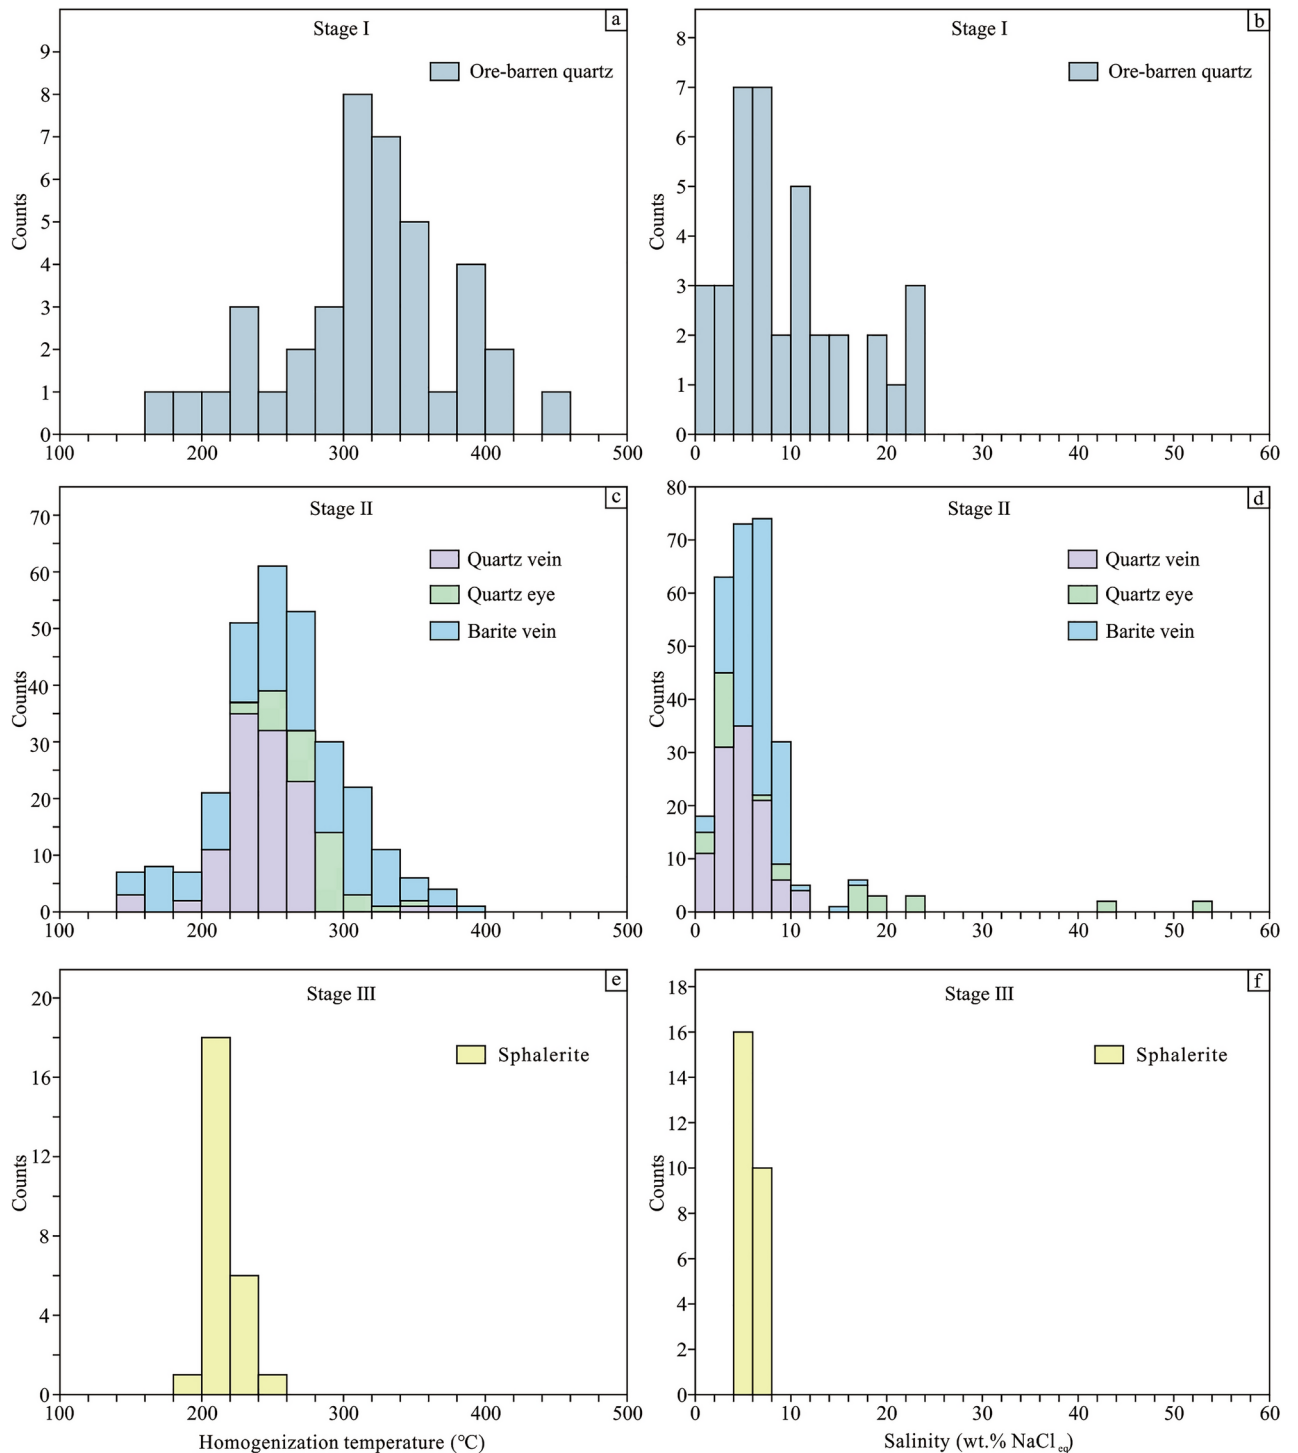 a
Stage I
Ore-barren quartz
9
8
7
6
5
4
3
2
1
0
Counts
100 200 300 400 500
b
Stage I
Ore-barren quartz
8
7
6
5
4
3
2
1
0
Counts
0 10 20 30 40 50 60
c
Stage II
Quartz vein
Quartz eye
Barite vein
70
60
50
40
30
20
10
0
Counts
100 200 300 400 500
d
Stage II
Quartz vein
Quartz eye
Barite vein
80
70
60
50
40
30
20
10
0
Counts
0 10 20 30 40 50 60
e
Stage III
Sphalerite
20
16
12
8
4
0
Counts
100 200 300 400 500
Homogenization temperature (℃)
f
Stage III
Sphalerite
18
16
14
12
10
8
6
4
2
0
Counts
0 10 20 30 40 50 60
Salinity (wt.% NaCl eq)